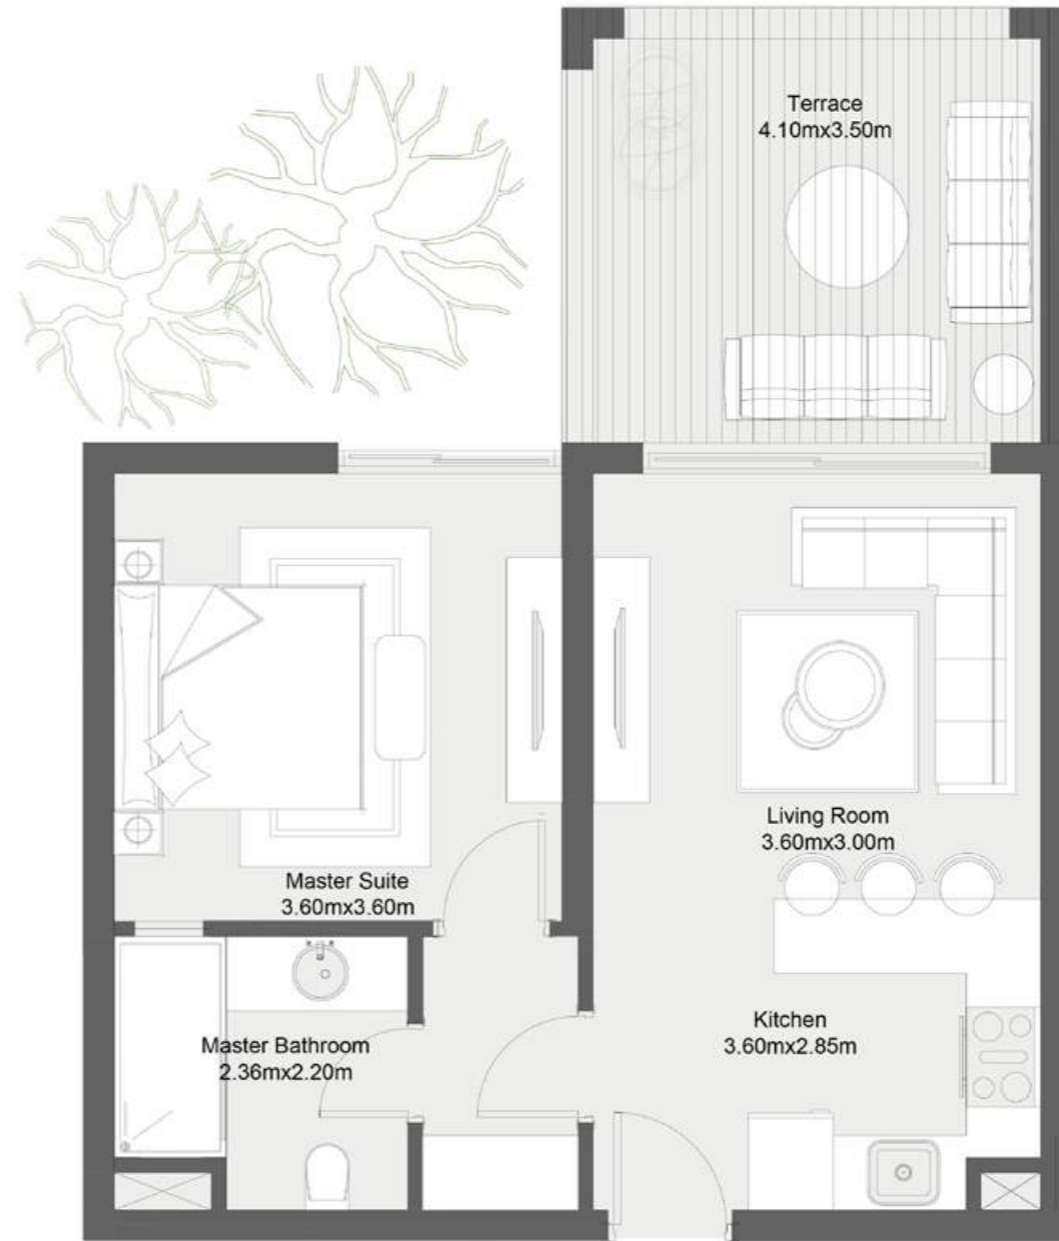 Terrace
4.10mx3.50m
Living Room
3.60mx3.00m
Master Suite
3.60mx3.60m
Kitchen
3.60mx2.85m
Master Bathroom
2.36mx2.20m